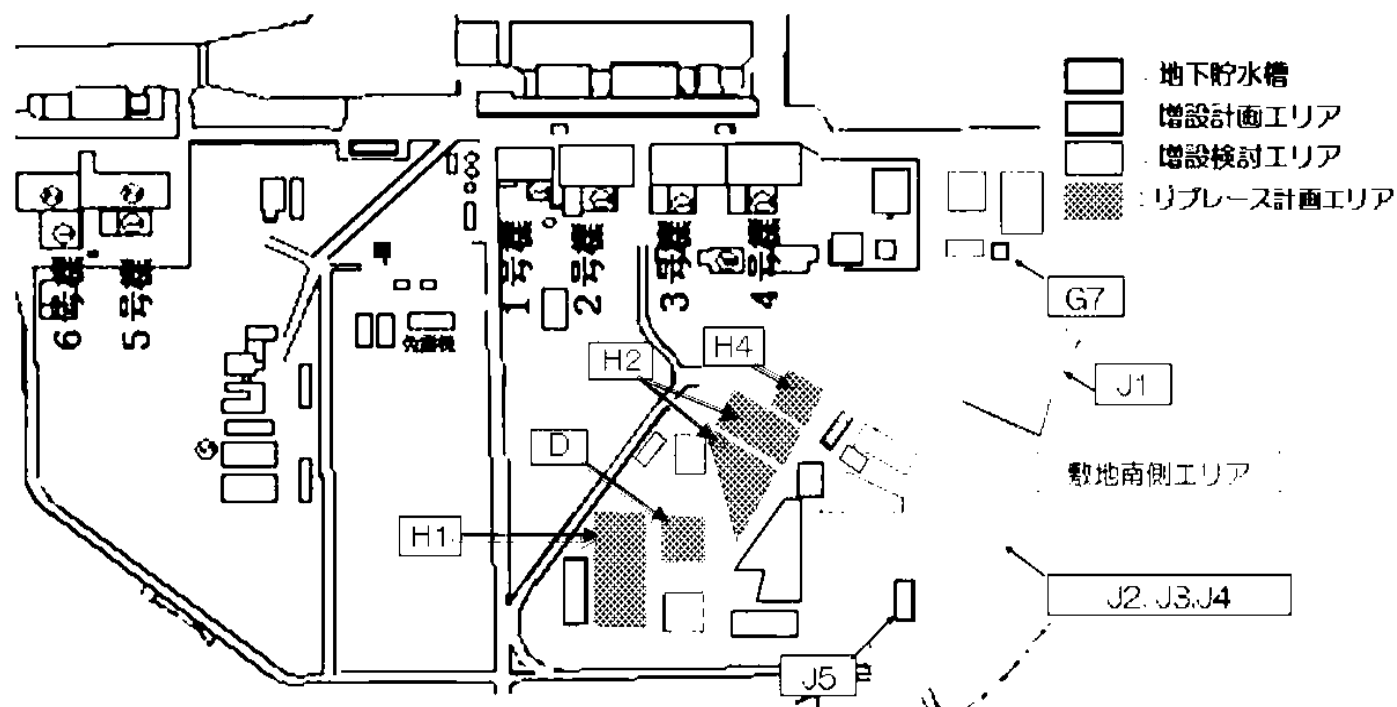 : 地下貯水槽
増設計画エリア
: 増設検討エリア
: リプレース計画エリア
6号機
5号機
1号機
2号機
3号機
4号機
G7
J1
H4
H2
免震棟
D
H1
敷地南側エリア
J2、J3、J4
J5